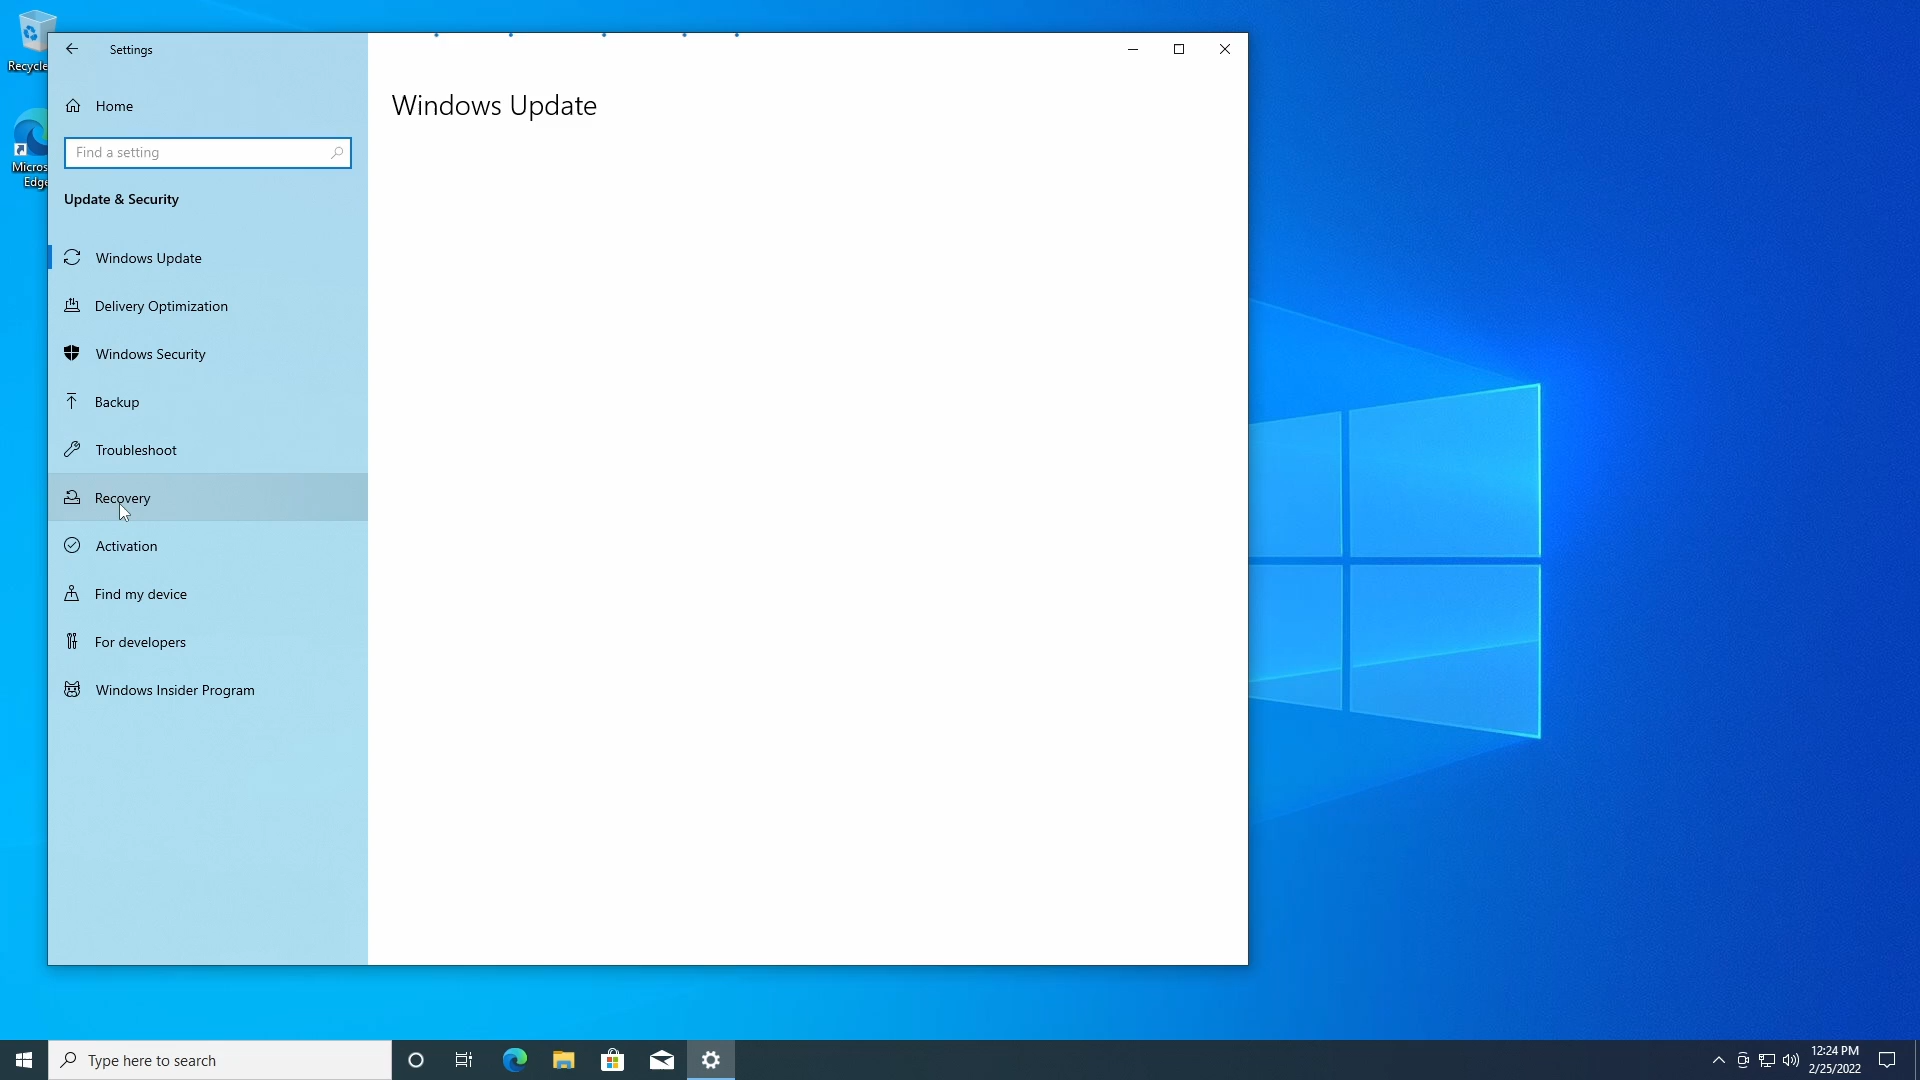 Recycle
Micros
Edge
Settings
Home
Find a setting
Update & Security
Windows Update
Delivery Optimization
Windows Security
Backup
Troubleshoot
Recovery
Activation
Find my device
For developers
Windows Insider Program
Windows Update
Type here to search
12:24 PM
2/25/2022